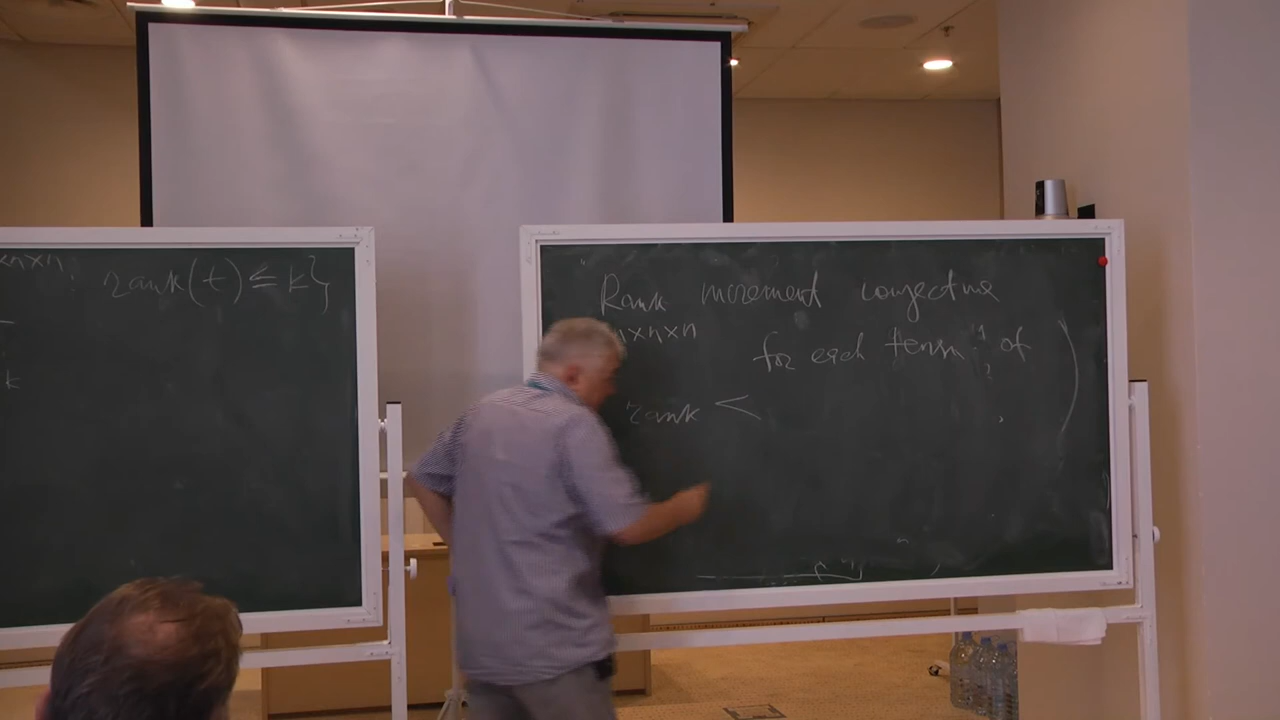 ×n×n: rank(t) ≤ k}
k
Rank increment conjecture
n×n×n
for each tensor of
rank <